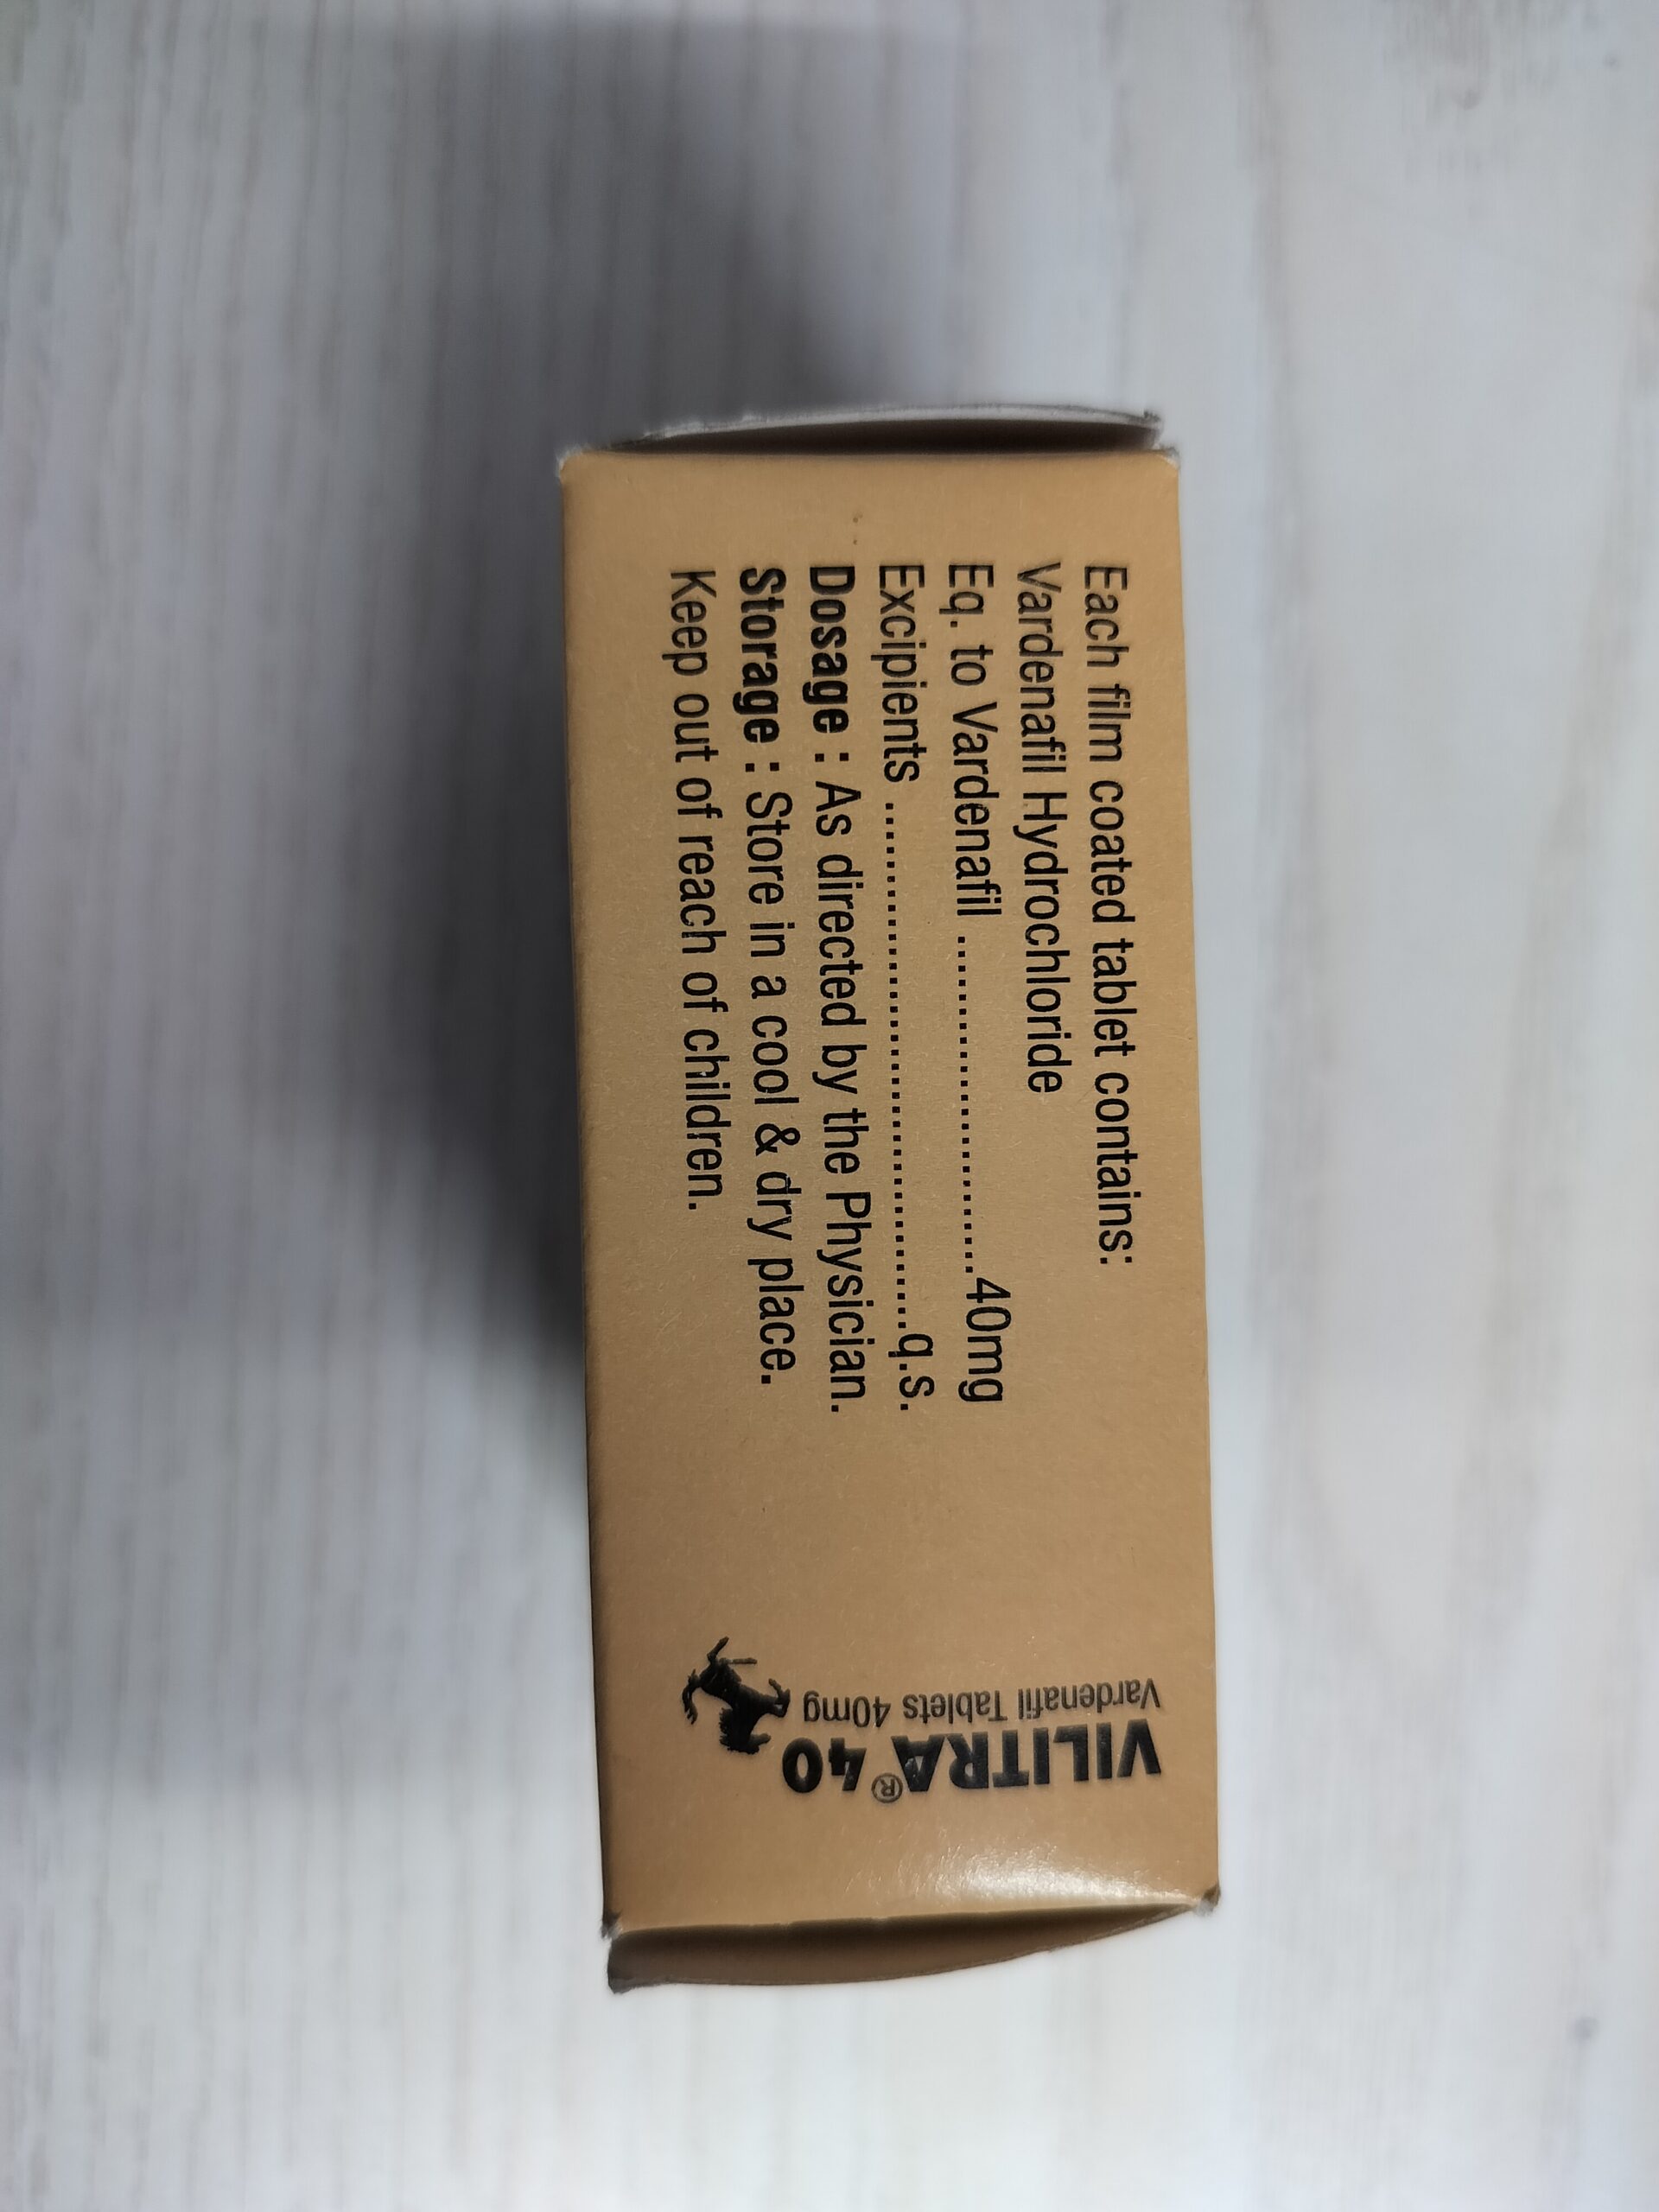 Each film coated tablet contains:
Vardenafil Hydrochloride
Eq. to Vardenafil ..........................40mg
Excipients ........................................q.s.
Dosage : As directed by the Physician.
Storage : Store in a cool & dry place.
Keep out of reach of children.
VILITRA® 40
Vardenafil Tablets 40mg